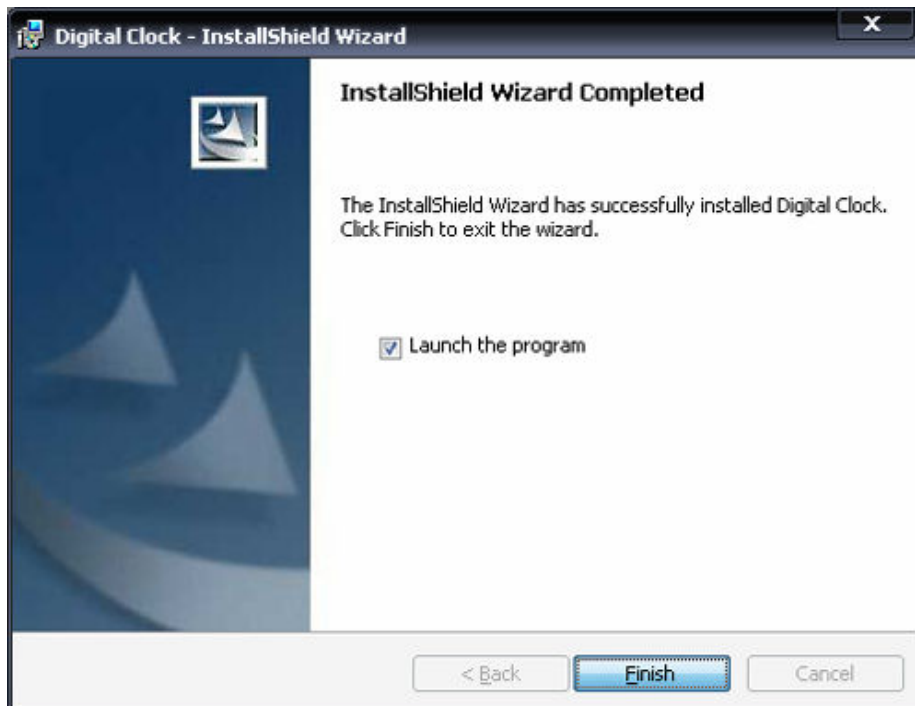 Digital Clock - InstallShield Wizard
X
InstallShield Wizard Completed
The InstallShield Wizard has successfully installed Digital Clock.
Click Finish to exit the wizard.
Launch the program
< Back
Finish
Cancel